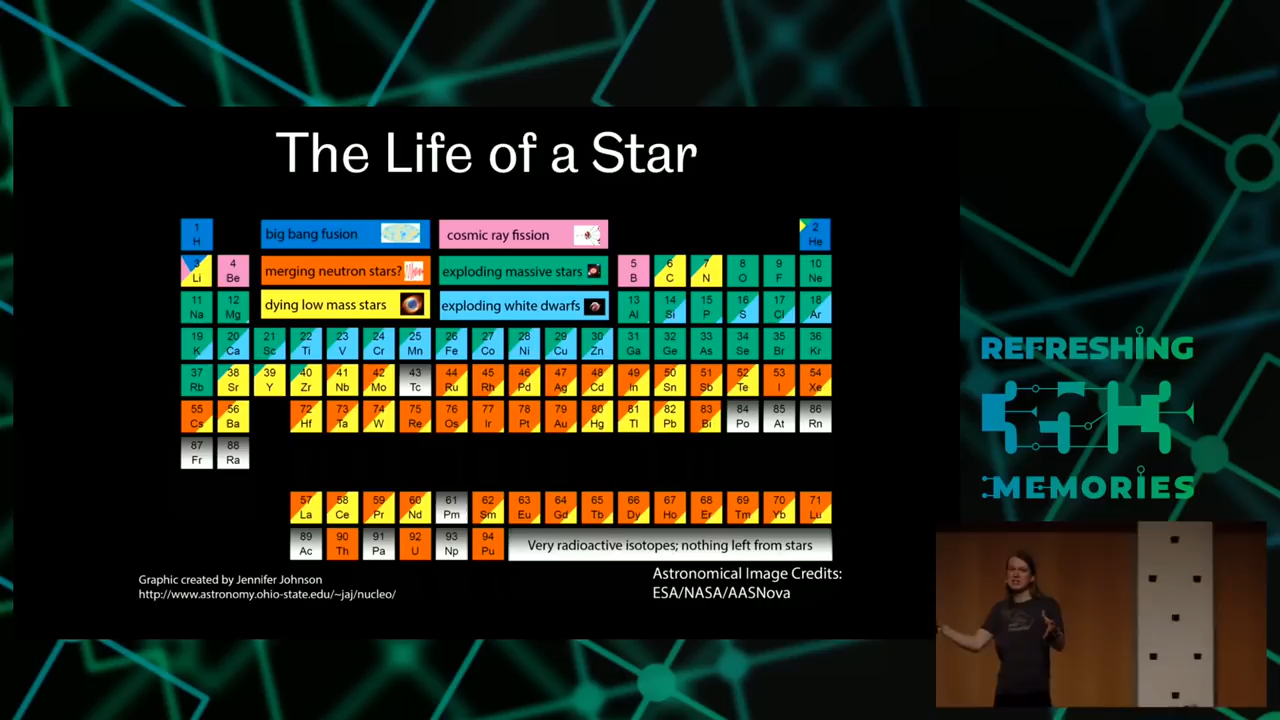 The Life of a Star
1 2
H He
big bang fusion cosmic ray fission
3 4 5 6 7 8 9 10
Li Be B C N O F Ne
merging neutron stars? exploding massive stars
dying low mass stars exploding white dwarfs
11 12 13 14 15 16 17 18
Na Mg Al Si P S Cl Ar
19 20 21 22 23 24 25 26 27 28 29 30 31 32 33 34 35 36
K Ca Sc Ti V Cr Mn Fe Co Ni Cu Zn Ga Ge As Se Br Kr
37 38 39 40 41 42 43 44 45 46 47 48 49 50 51 52 53 54
Rb Sr Y Zr Nb Mo Tc Ru Rh Pd Ag Cd In Sn Sb Te I Xe
55 56 72 73 74 75 76 77 78 79 80 81 82 83 84 85 86
Cs Ba Hf Ta W Re Os Ir Pt Au Hg Tl Pb Bi Po At Rn
87 88
Fr Ra
57 58 59 60 61 62 63 64 65 66 67 68 69 70 71
La Ce Pr Nd Pm Sm Eu Gd Tb Dy Ho Er Tm Yb Lu
89 90 91 92 93 94
Ac Th Pa U Np Pu
Very radioactive isotopes; nothing left from stars
Graphic created by Jennifer Johnson
http://www.astronomy.ohio-state.edu/~jaj/nucleo/
Astronomical Image Credits:
ESA/NASA/AASNova
REFRESHING
MEMORIES